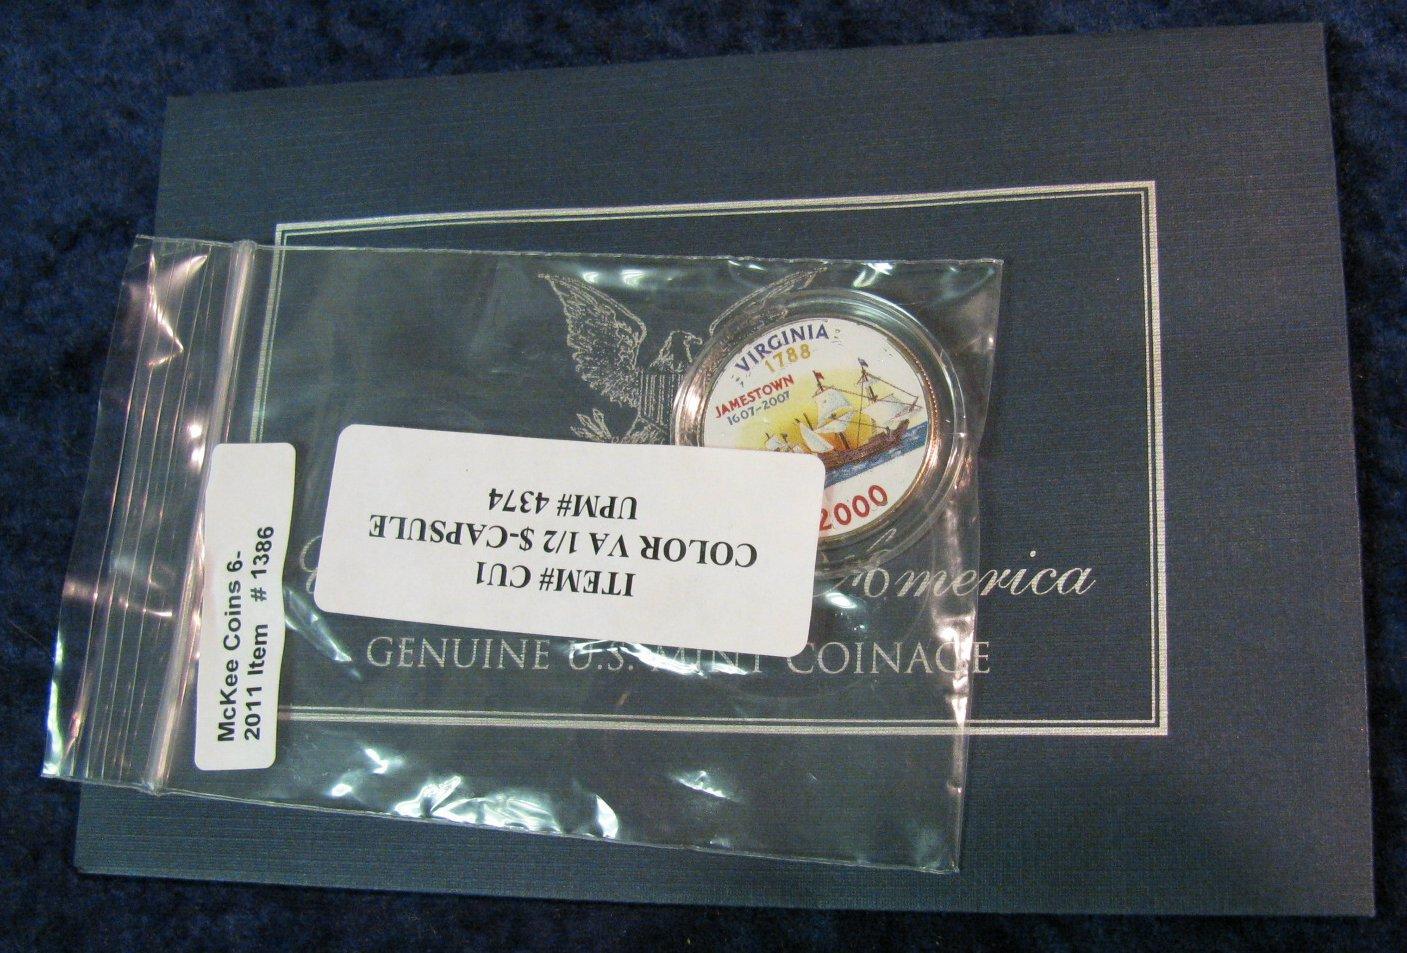 VIRGINIA
1788
JAMESTOWN
1607-2007
2000
ITEM# CU1
COLOR VA 1/2 $-CAPSULE
UPM# 4374
McKee Coins 6-
2011 Item # 1386
America
GENUINE U.S. MINT COINAGE